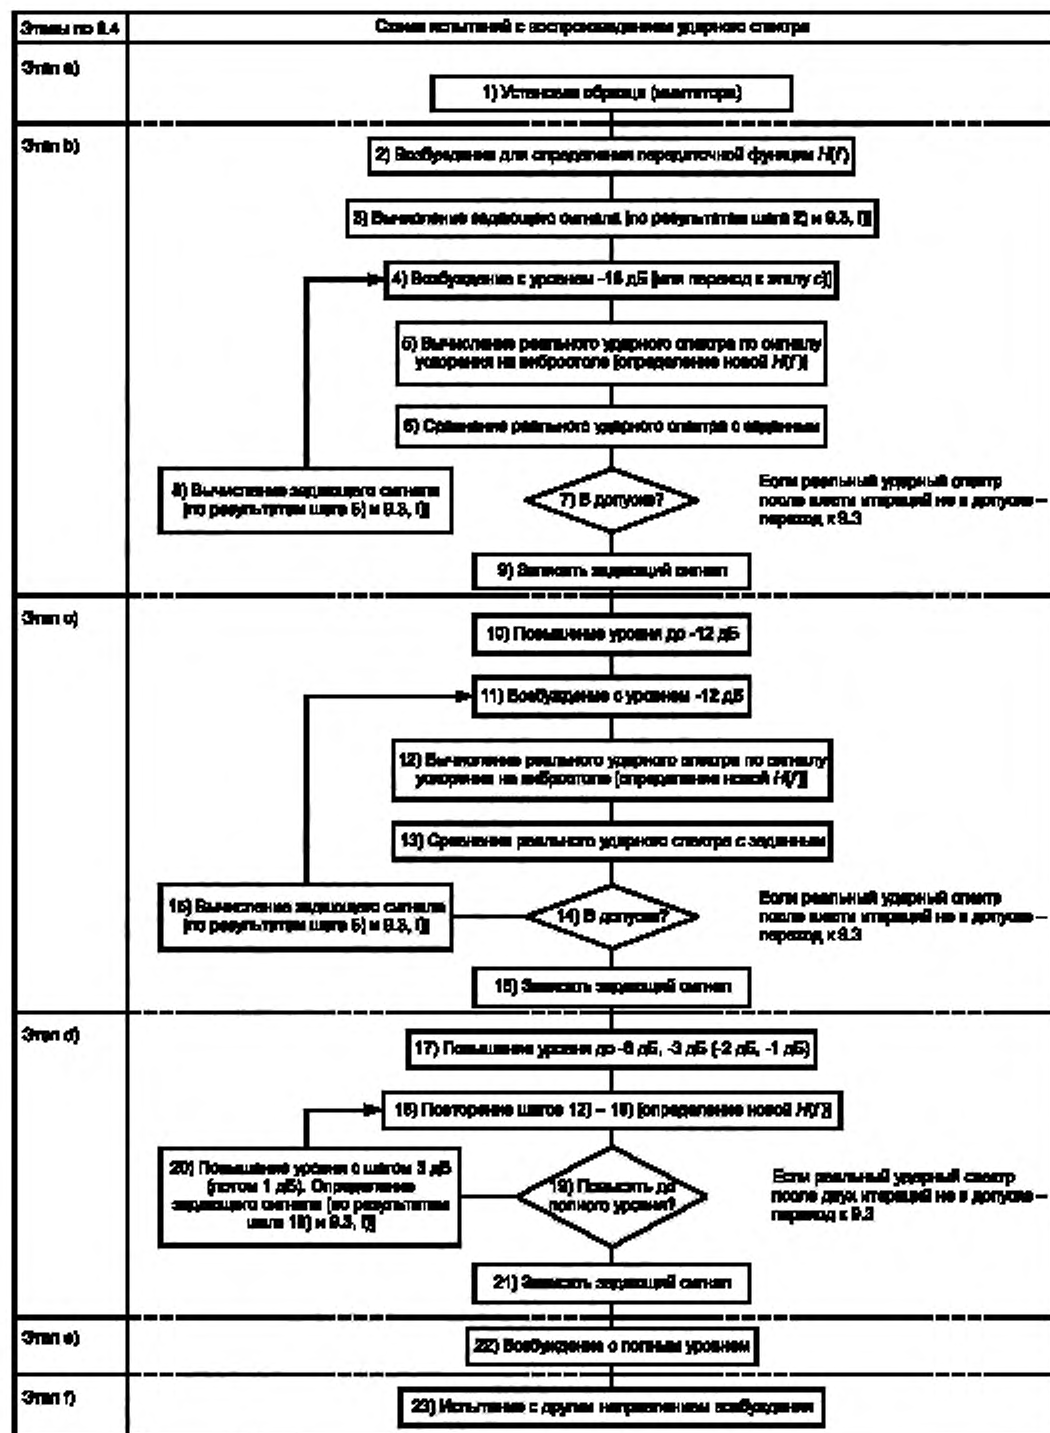 Этапы по 9.4
Схема испытаний с воспроизведением ударного спектра
Этап a)
1) Установка образца (имитатора)
Этап b)
2) Возбуждение для определения передаточной функции H(f)
3) Вычисление задающего сигнала [по результатам шага 2) и 9.3, f)]
4) Возбуждение с уровнем -18 дБ [или переход к этапу c)]
5) Вычисление реального ударного спектра по сигналу
ускорения на вибростоле [определение новой H(f)]
6) Сравнение реального ударного спектра с заданным
8) Вычисление задающего сигнала
[по результатам шага 5) и 9.3, f)]
7) В допуске?
Если реальный ударный спектр
после шести итераций не в допуске –
переход к 9.3
9) Записать задающий сигнал
Этап c)
10) Повышение уровня до -12 дБ
11) Возбуждение с уровнем -12 дБ
12) Вычисление реального ударного спектра по сигналу
ускорения на вибростоле [определение новой H(f)]
13) Сравнение реального ударного спектра с заданным
15) Вычисление задающего сигнала
[по результатам шага 5) и 9.3, f)]
14) В допуске?
Если реальный ударный спектр
после шести итераций не в допуске –
переход к 9.3
16) Записать задающий сигнал
Этап d)
17) Повышение уровня до -6 дБ, -3 дБ (-2 дБ, -1 дБ)
18) Повторение шагов 12) – 16) [определение новой H(f)]
20) Повышение уровня с шагом 3 дБ
(потом 1 дБ). Определение
задающего сигнала [по результатам
шага 18) и 9.3, f)]
19) Повысить до
полного уровня?
Если реальный ударный спектр
после двух итераций не в допуске –
переход к 9.3
21) Записать задающий сигнал
Этап e)
22) Возбуждение с полным уровнем
Этап f)
23) Испытание с другим направлением возбуждения